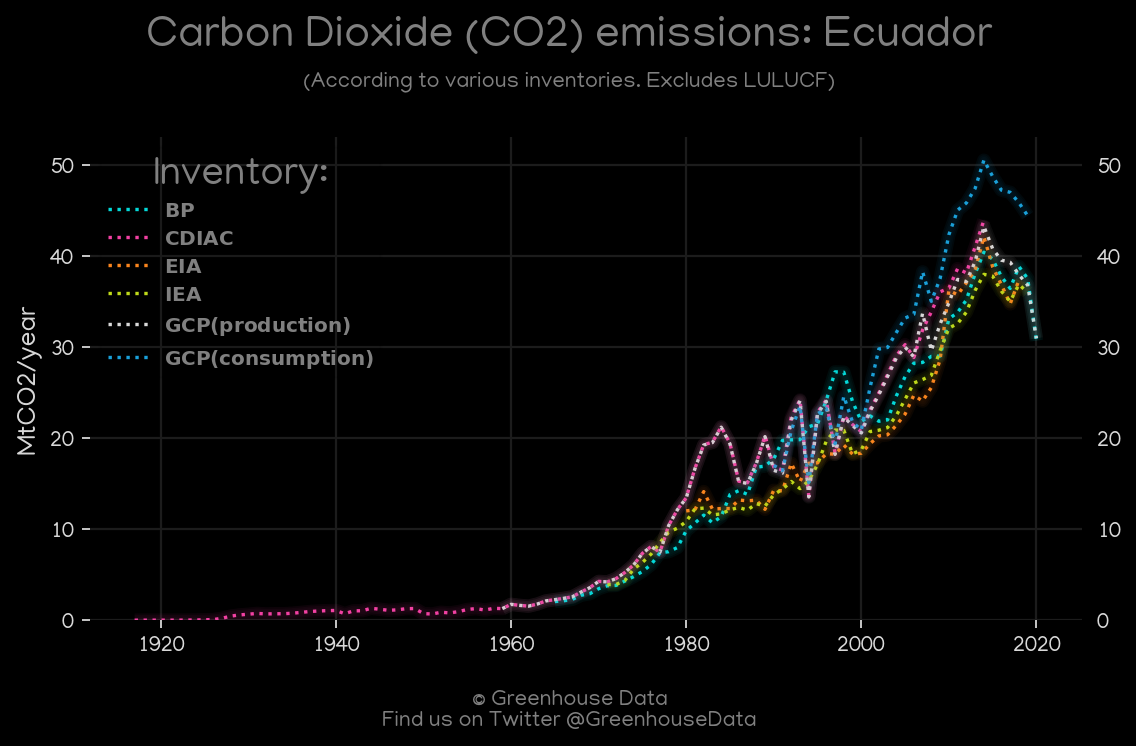 Carbon Dioxide (CO2) emissions: Ecuador
(According to various inventories. Excludes LULUCF)
Inventory:
BP
CDIAC
EIA
IEA
GCP(production)
GCP(consumption)
MtCO2/year
50
40
30
20
10
0
50
40
30
20
10
0
1920 1940 1960 1980 2000 2020
© Greenhouse Data
Find us on Twitter @GreenhouseData